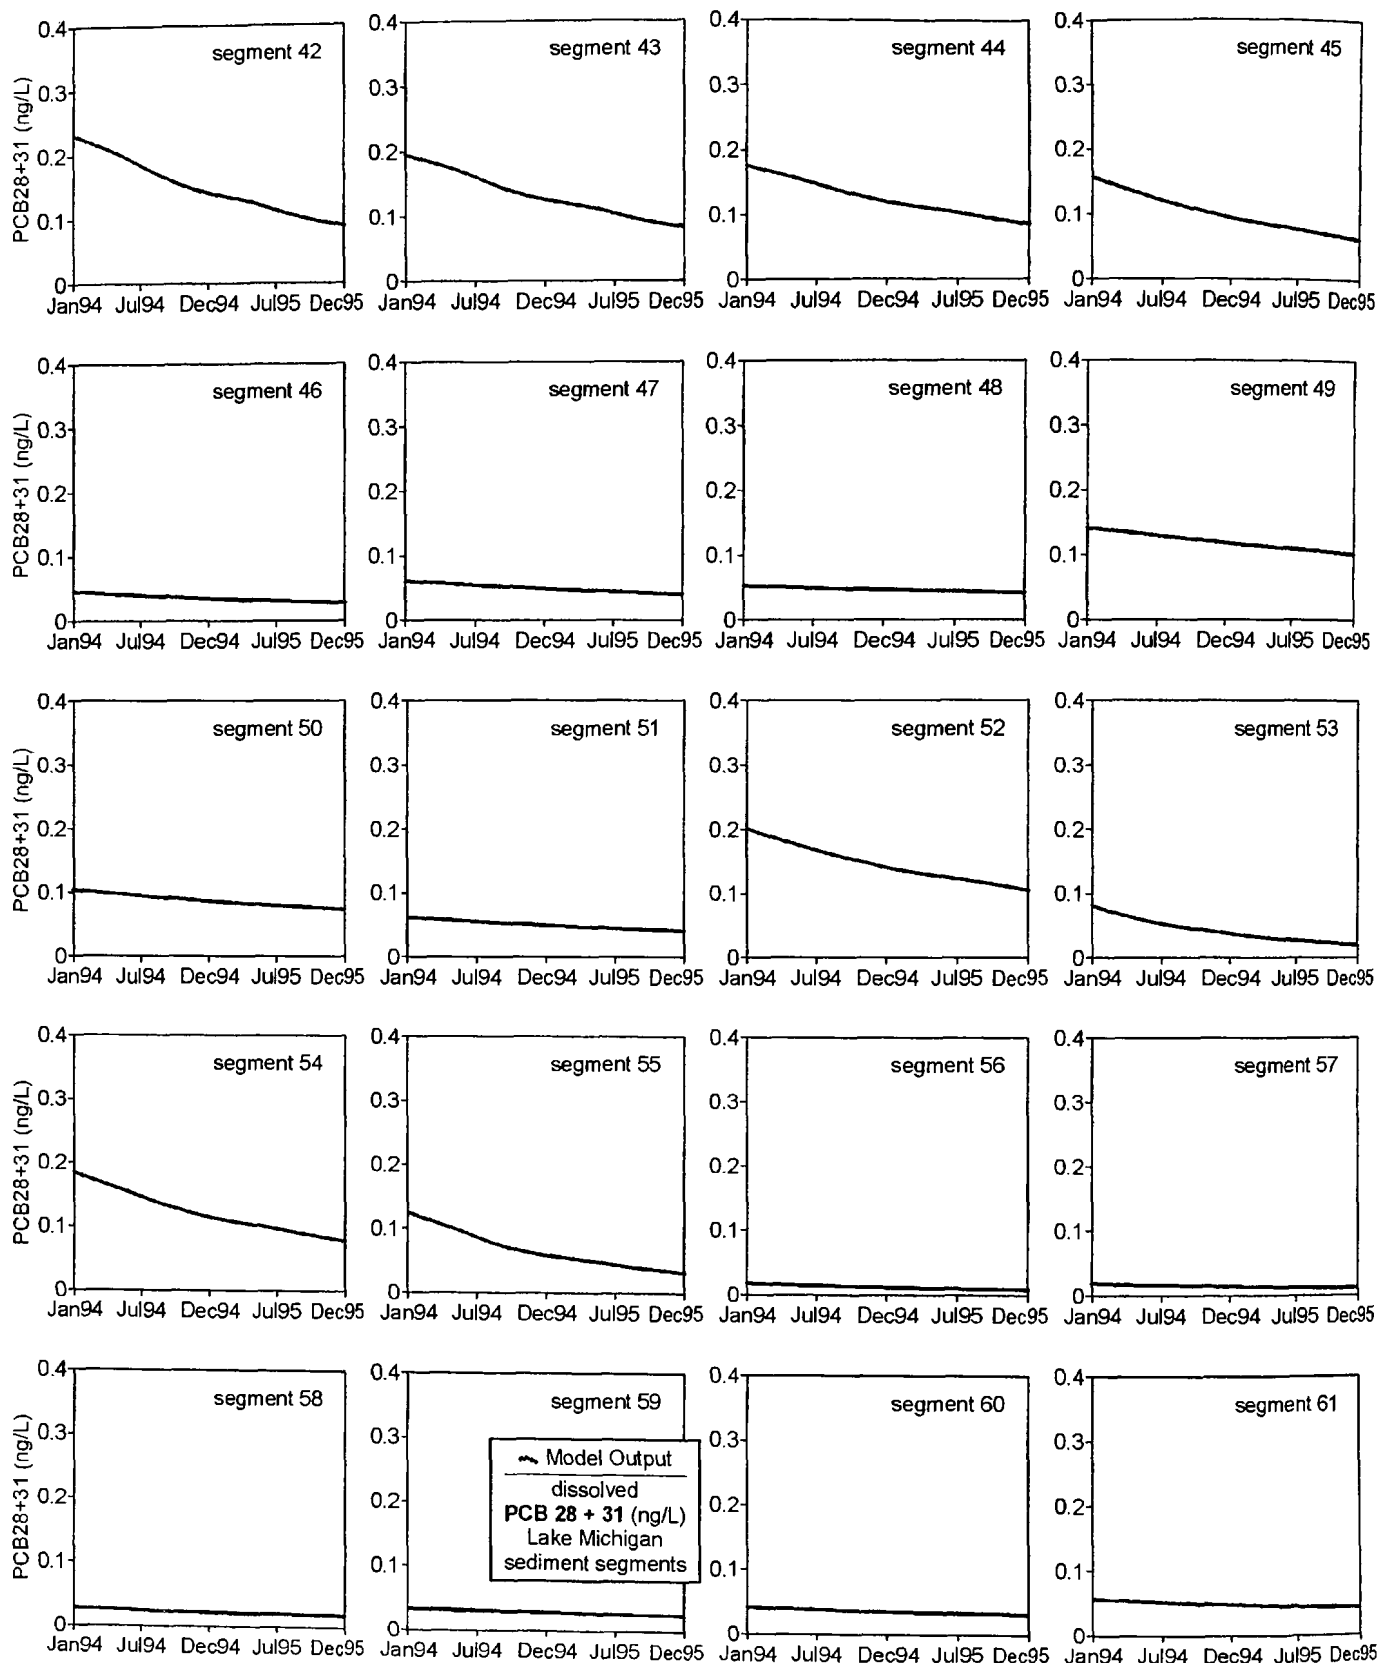 segment 42
segment 43
segment 44
segment 45
PCB28+31 (ng/L)
0.4
0.3
0.2
0.1
0
0.4
0.3
0.2
0.1
0
0.4
0.3
0.2
0.1
0
0.4
0.3
0.2
0.1
0
Jan94 Jul94 Dec94 Jul95 Dec95
Jan94 Jul94 Dec94 Jul95 Dec95
Jan94 Jul94 Dec94 Jul95 Dec95
Jan94 Jul94 Dec94 Jul95 Dec95
segment 46
segment 47
segment 48
segment 49
PCB28+31 (ng/L)
0.4
0.3
0.2
0.1
0
0.4
0.3
0.2
0.1
0
0.4
0.3
0.2
0.1
0
0.4
0.3
0.2
0.1
0
Jan94 Jul94 Dec94 Jul95 Dec95
Jan94 Jul94 Dec94 Jul95 Dec95
Jan94 Jul94 Dec94 Jul95 Dec95
Jan94 Jul94 Dec94 Jul95 Dec95
segment 50
segment 51
segment 52
segment 53
PCB28+31 (ng/L)
0.4
0.3
0.2
0.1
0
0.4
0.3
0.2
0.1
0
0.4
0.3
0.2
0.1
0
0.4
0.3
0.2
0.1
0
Jan94 Jul94 Dec94 Jul95 Dec95
Jan94 Jul94 Dec94 Jul95 Dec95
Jan94 Jul94 Dec94 Jul95 Dec95
Jan94 Jul94 Dec94 Jul95 Dec95
segment 54
segment 55
segment 56
segment 57
PCB28+31 (ng/L)
0.4
0.3
0.2
0.1
0
0.4
0.3
0.2
0.1
0
0.4
0.3
0.2
0.1
0
0.4
0.3
0.2
0.1
0
Jan94 Jul94 Dec94 Jul95 Dec95
Jan94 Jul94 Dec94 Jul95 Dec95
Jan94 Jul94 Dec94 Jul95 Dec95
Jan94 Jul94 Dec94 Jul95 Dec95
segment 58
segment 59
segment 60
segment 61
PCB28+31 (ng/L)
0.4
0.3
0.2
0.1
0
0.4
0.3
0.2
0.1
0
Model Output
dissolved
PCB 28 + 31 (ng/L)
Lake Michigan
sediment segments
0.4
0.3
0.2
0.1
0
0.4
0.3
0.2
0.1
0
Jan94 Jul94 Dec94 Jul95 Dec95
Jan94 Jul94 Dec94 Jul95 Dec95
Jan94 Jul94 Dec94 Jul95 Dec95
Jan94 Jul94 Dec94 Jul95 Dec95